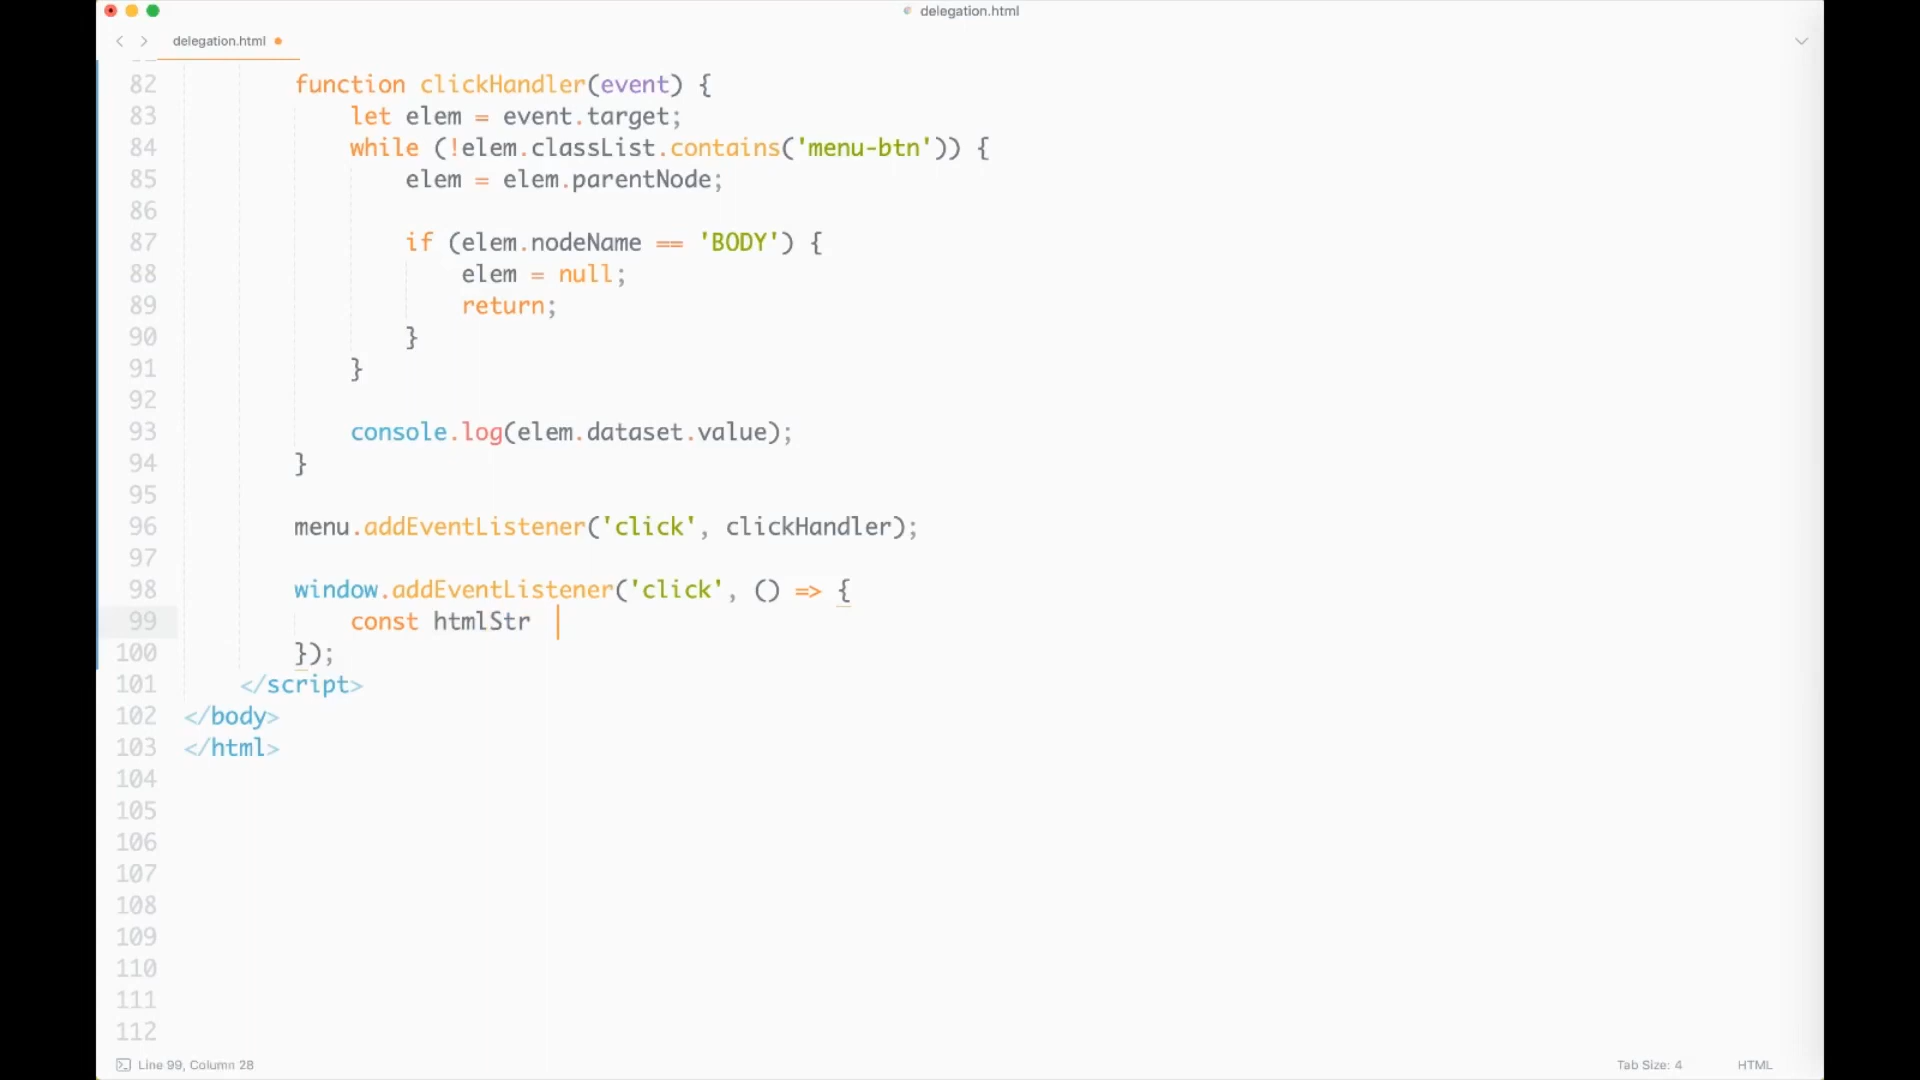 delegation.html
delegation.html
82 function clickHandler(event) {
83 let elem = event.target;
84 while (!elem.classList.contains('menu-btn')) {
85 elem = elem.parentNode;
86
87 if (elem.nodeName == 'BODY') {
88 elem = null;
89 return;
90 }
91 }
92
93 console.log(elem.dataset.value);
94 }
95
96 menu.addEventListener('click', clickHandler);
97
98 window.addEventListener('click', () => {
99 const htmlStr
100 });
101 </script>
102 </body>
103 </html>
104
105
106
107
108
109
110
111
112
Line 99, Column 28 Tab Size: 4 HTML